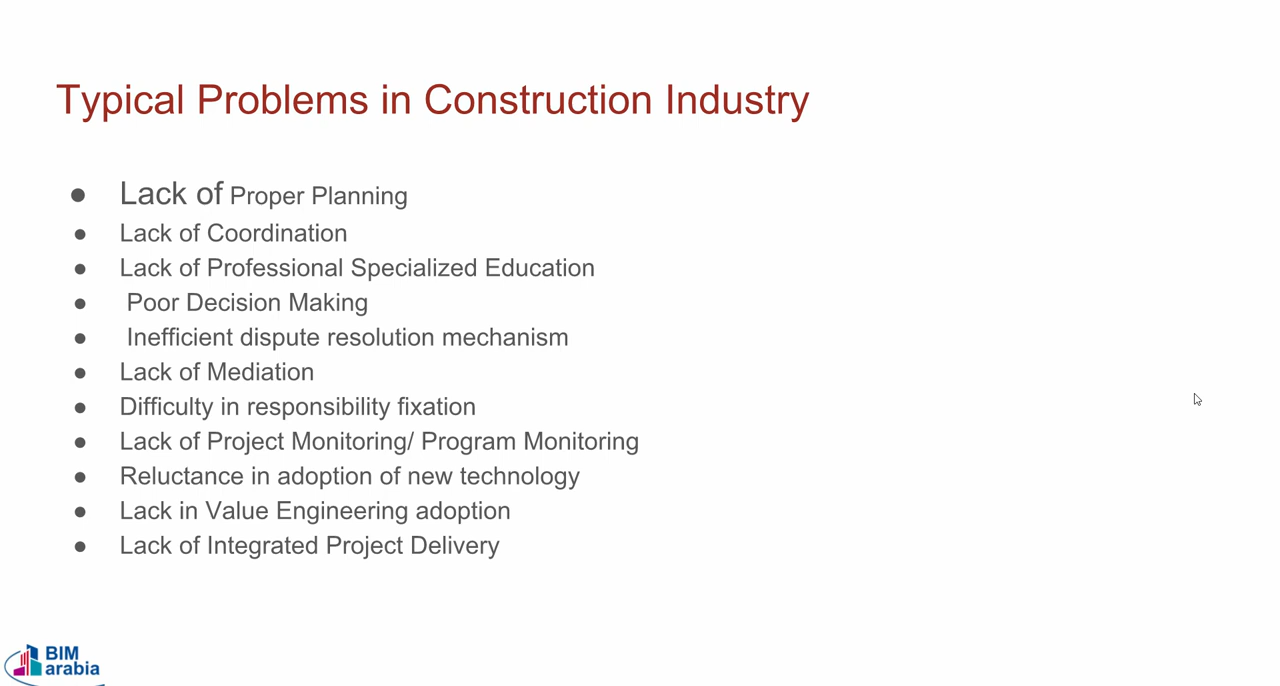 Typical Problems in Construction Industry
● Lack of Proper Planning
● Lack of Coordination
● Lack of Professional Specialized Education
● Poor Decision Making
● Inefficient dispute resolution mechanism
● Lack of Mediation
● Difficulty in responsibility fixation
● Lack of Project Monitoring/ Program Monitoring
● Reluctance in adoption of new technology
● Lack in Value Engineering adoption
● Lack of Integrated Project Delivery
BIM
arabia